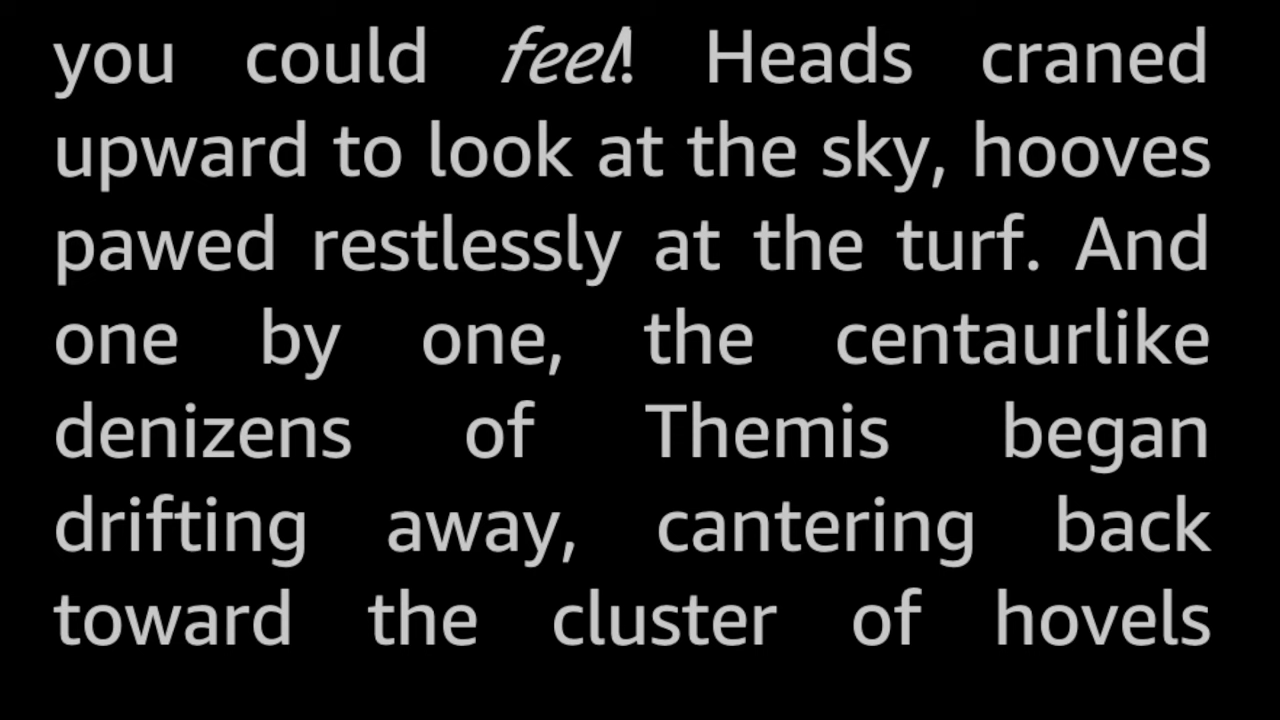 you could feel! Heads craned
upward to look at the sky, hooves
pawed restlessly at the turf. And
one by one, the centaurlike
denizens of Themis began
drifting away, cantering back
toward the cluster of hovels